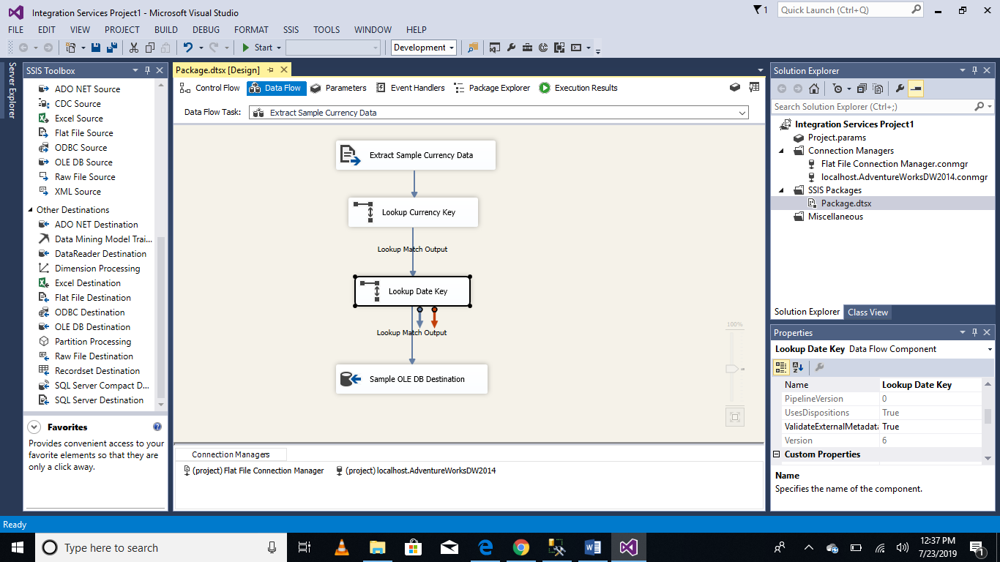 Integration Services Project1 - Microsoft Visual Studio
1
Quick Launch (Ctrl+Q)
FILE EDIT VIEW PROJECT BUILD DEBUG FORMAT SSIS TOOLS WINDOW HELP
Start
Development
Server Explorer
SSIS Toolbox
ADO NET Source
CDC Source
Excel Source
Flat File Source
ODBC Source
OLE DB Source
Raw File Source
XML Source
Other Destinations
ADO NET Destination
Data Mining Model Trai...
DataReader Destination
Dimension Processing
Excel Destination
Flat File Destination
ODBC Destination
OLE DB Destination
Partition Processing
Raw File Destination
Recordset Destination
SQL Server Compact D...
SQL Server Destination
Favorites
Provides convenient access to your
favorite elements so that they are
only a click away.
Package.dtsx [Design]
Control Flow Data Flow Parameters Event Handlers Package Explorer Execution Results
Data Flow Task: Extract Sample Currency Data
Extract Sample Currency Data
Lookup Currency Key
Lookup Match Output
Lookup Date Key
Lookup Match Output
Sample OLE DB Destination
100%
Connection Managers
(project) Flat File Connection Manager (project) localhost.AdventureWorksDW2014
Solution Explorer
Search Solution Explorer (Ctrl+;)
Integration Services Project1
Project.params
Connection Managers
Flat File Connection Manager.conmgr
localhost.AdventureWorksDW2014.conmgr
SSIS Packages
Package.dtsx
Miscellaneous
Solution Explorer Class View
Properties
Lookup Date Key Data Flow Component
Name Lookup Date Key
PipelineVersion 0
UsesDispositions True
ValidateExternalMetadata True
Version 6
Custom Properties
Name
Specifies the name of the component.
Ready
Type here to search
12:37 PM
7/23/2019
1